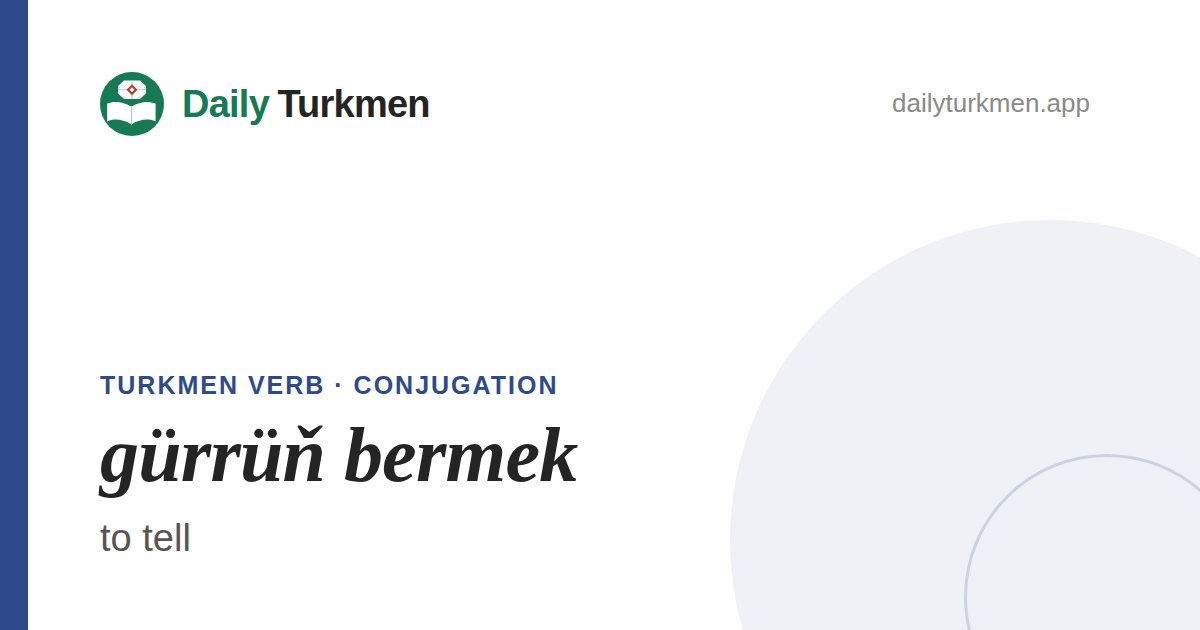 Daily Turkmen
dailyturkmen.app
TURKMEN VERB · CONJUGATION
gürrüň bermek
to tell